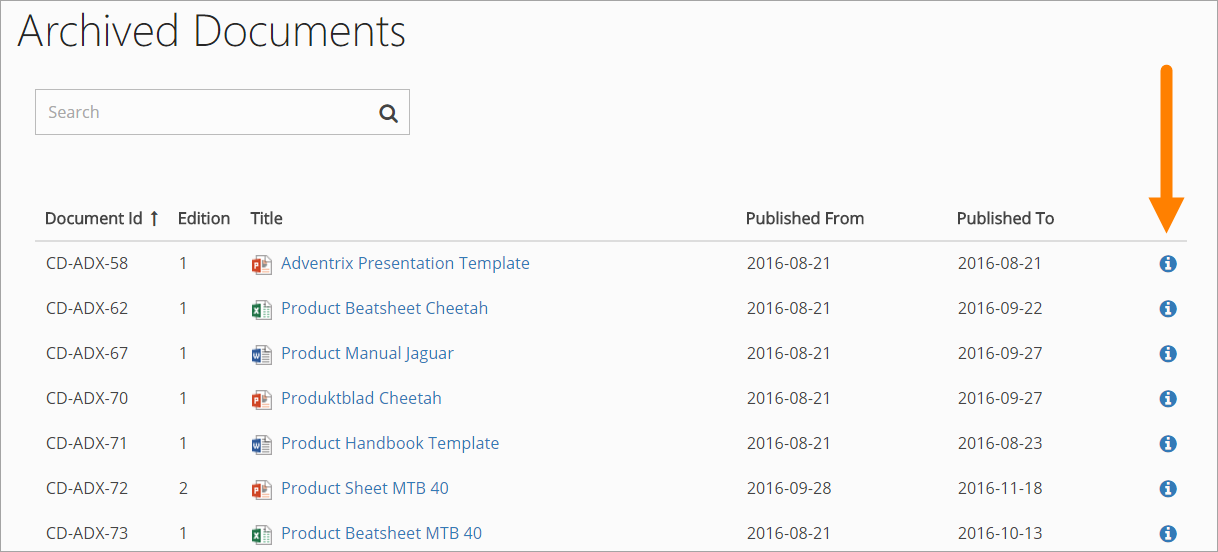 Archived Documents
Search
Document Id Edition Title Published From Published To
CD-ADX-58 1 Adventrix Presentation Template 2016-08-21 2016-08-21
CD-ADX-62 1 Product Beatsheet Cheetah 2016-08-21 2016-09-22
CD-ADX-67 1 Product Manual Jaguar 2016-08-21 2016-09-27
CD-ADX-70 1 Produktblad Cheetah 2016-08-21 2016-09-27
CD-ADX-71 1 Product Handbook Template 2016-08-21 2016-08-23
CD-ADX-72 2 Product Sheet MTB 40 2016-09-28 2016-11-18
CD-ADX-73 1 Product Beatsheet MTB 40 2016-08-21 2016-10-13